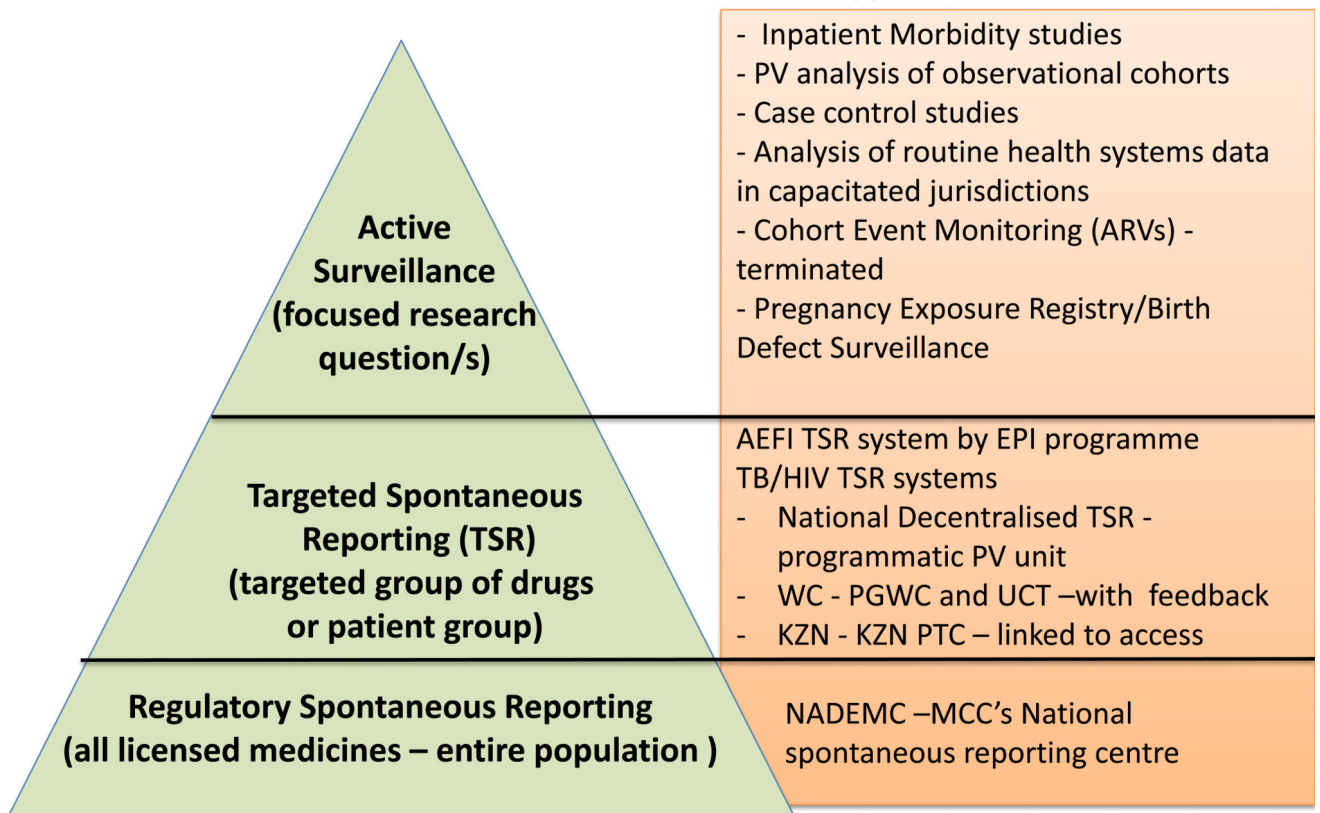 Active
Surveillance
(focused research
question/s)
- Inpatient Morbidity studies
- PV analysis of observational cohorts
- Case control studies
- Analysis of routine health systems data
in capacitated jurisdictions
- Cohort Event Monitoring (ARVs) -
terminated
- Pregnancy Exposure Registry/Birth
Defect Surveillance
Targeted Spontaneous
Reporting (TSR)
(targeted group of drugs
or patient group)
AEFI TSR system by EPI programme
TB/HIV TSR systems
- National Decentralised TSR -
programmatic PV unit
- WC - PGWC and UCT –with feedback
- KZN - KZN PTC – linked to access
Regulatory Spontaneous Reporting
(all licensed medicines – entire population )
NADEMC –MCC’s National
spontaneous reporting centre